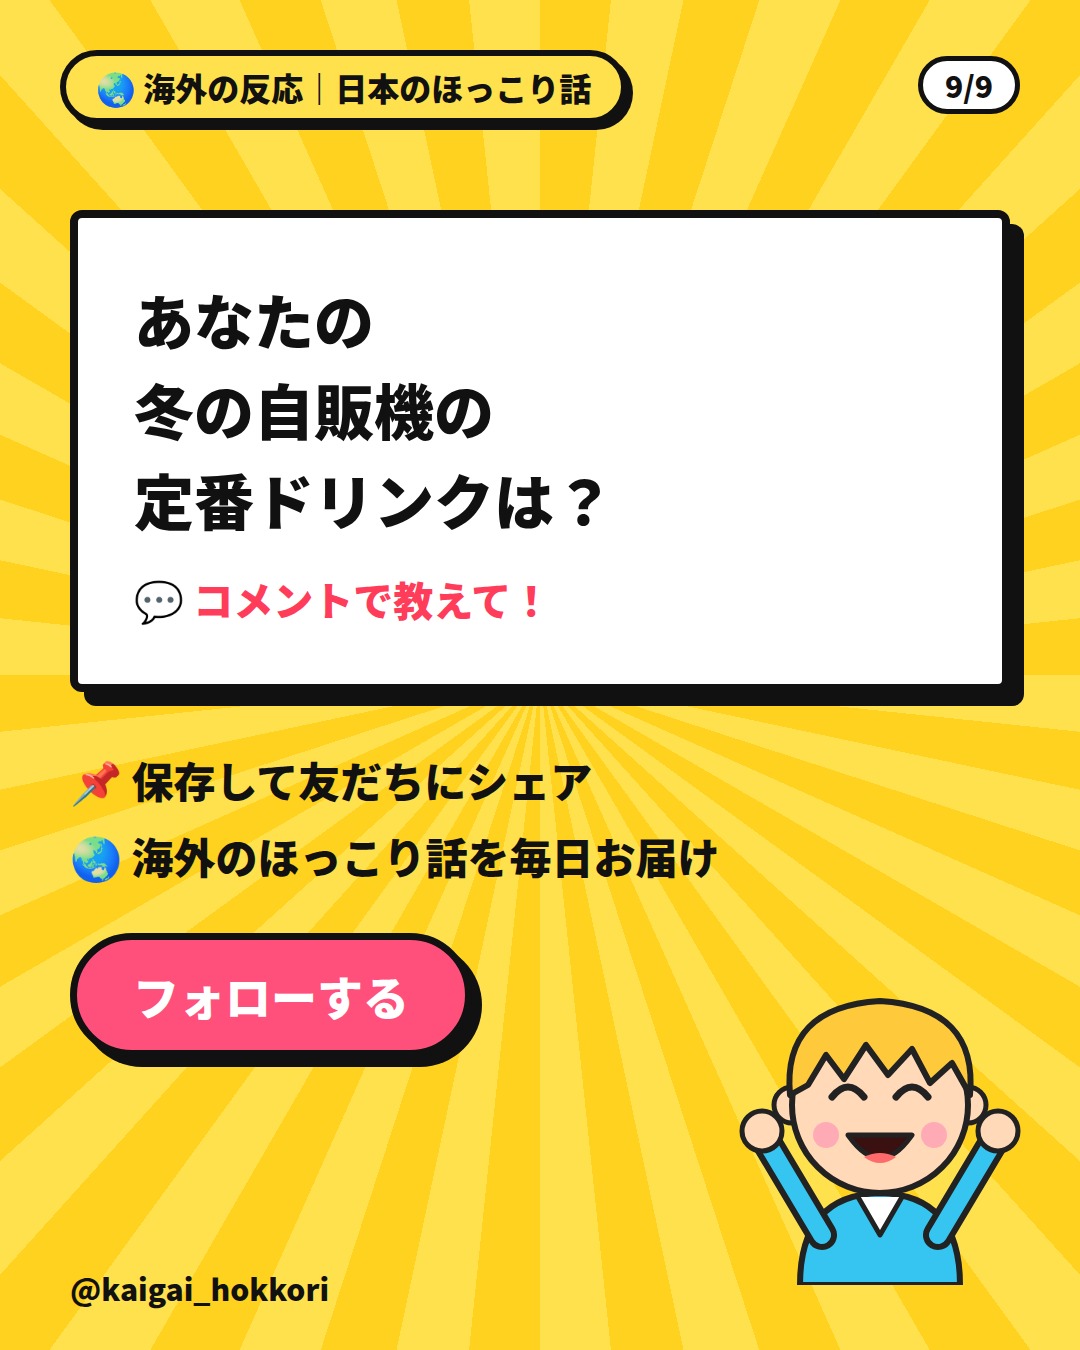 🌏 海外の反応｜日本のほっこり話
9/9
あなたの
冬の自販機の
定番ドリンクは？
💬 コメントで教えて！
📌 保存して友だちにシェア
🌏 海外のほっこり話を毎日お届け
フォローする
@kaigai_hokkori